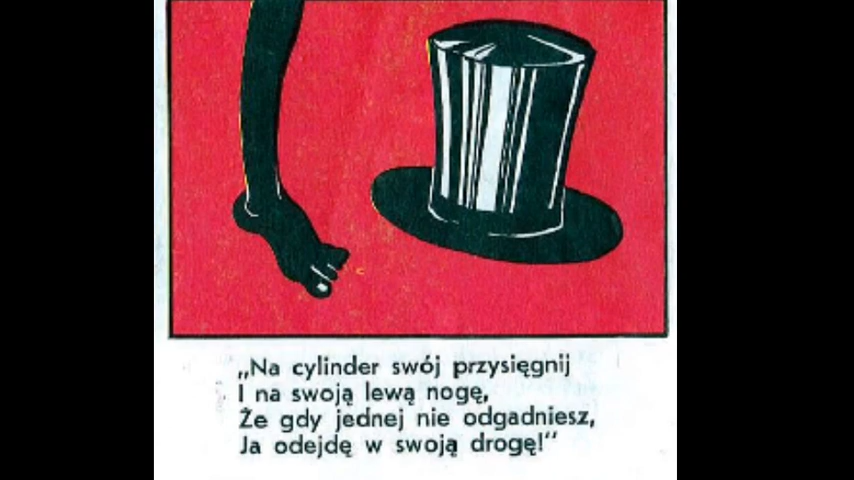 „Na cylinder swój przysięgnij
I na swoją lewą nogę,
Że gdy jednej nie odgadniesz,
Ja odejdę w swoją drogę!“